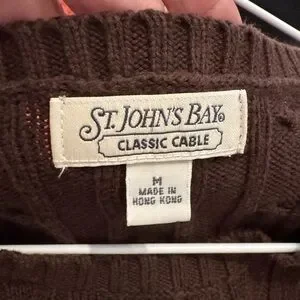 ST. JOHN'S BAY®
CLASSIC CABLE
M
MADE IN
HONG KONG